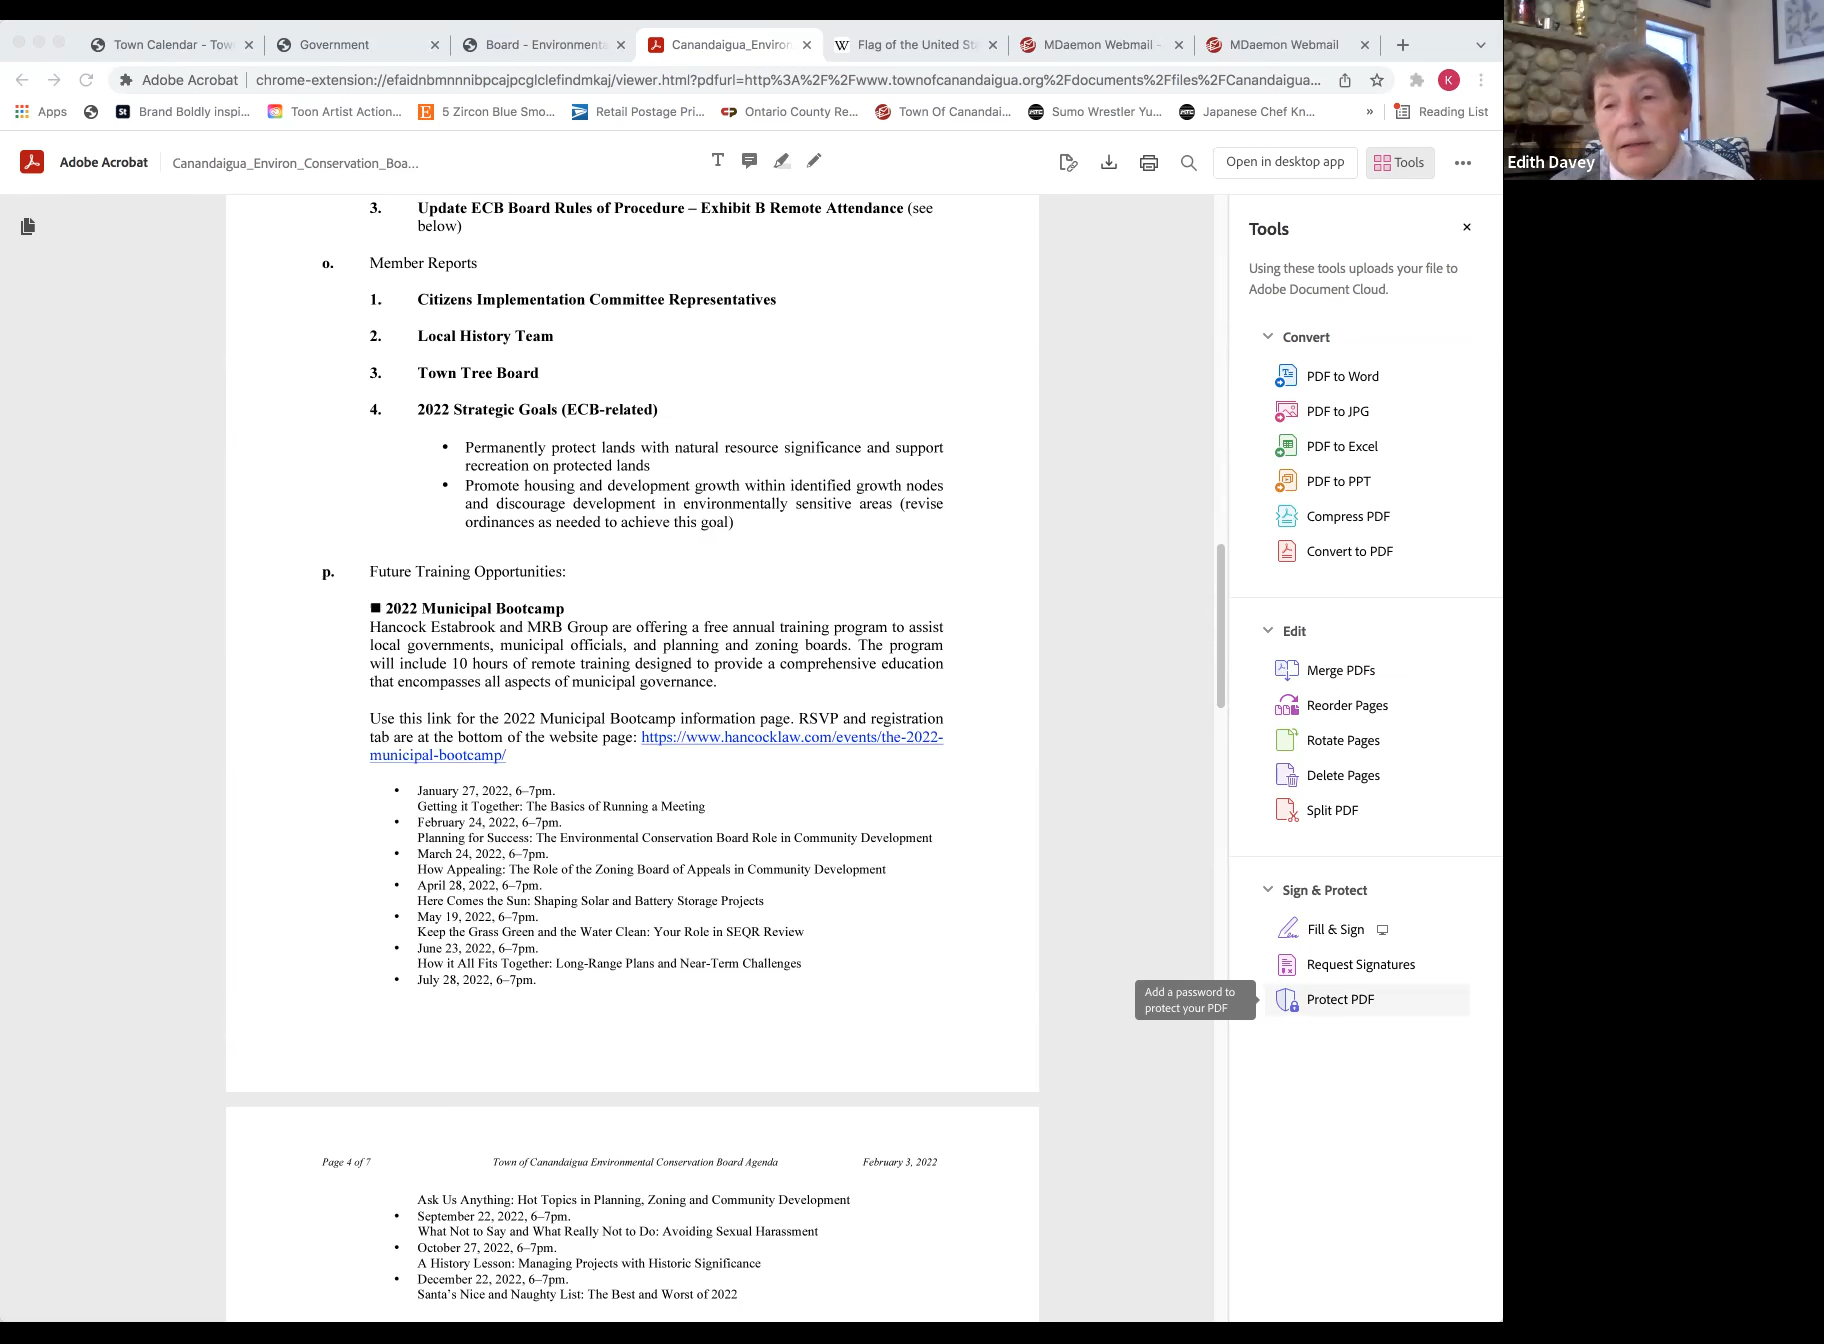 Town Calendar - Tow
Government
Board - Environmenta
Canandaigua_Environ
Flag of the United Sta
MDaemon Webmail -
MDaemon Webmail
Adobe Acrobat
chrome-extension://efaidnbmnnnibpcajpcglclefindmkaj/viewer.html?pdfurl=http%3A%2F%2Fwww.townofcanandaigua.org%2Fdocuments%2Ffiles%2FCanandaigua...
K
Apps
Brand Boldly inspi...
Toon Artist Action...
5 Zircon Blue Smo...
Retail Postage Pri...
Ontario County Re...
Town Of Canandai...
Sumo Wrestler Yu...
Japanese Chef Kn...
»
Reading List
Adobe Acrobat
Canandaigua_Environ_Conservation_Boa...
Open in desktop app
Tools
Edith Davey
3. Update ECB Board Rules of Procedure – Exhibit B Remote Attendance (see
below)
o. Member Reports
1. Citizens Implementation Committee Representatives
2. Local History Team
3. Town Tree Board
4. 2022 Strategic Goals (ECB-related)
• Permanently protect lands with natural resource significance and support
recreation on protected lands
• Promote housing and development growth within identified growth nodes
and discourage development in environmentally sensitive areas (revise
ordinances as needed to achieve this goal)
p. Future Training Opportunities:
■ 2022 Municipal Bootcamp
Hancock Estabrook and MRB Group are offering a free annual training program to assist
local governments, municipal officials, and planning and zoning boards. The program
will include 10 hours of remote training designed to provide a comprehensive education
that encompasses all aspects of municipal governance.
Use this link for the 2022 Municipal Bootcamp information page. RSVP and registration
tab are at the bottom of the website page: https://www.hancocklaw.com/events/the-2022-
municipal-bootcamp/
• January 27, 2022, 6–7pm.
Getting it Together: The Basics of Running a Meeting
• February 24, 2022, 6–7pm.
Planning for Success: The Environmental Conservation Board Role in Community Development
• March 24, 2022, 6–7pm.
How Appealing: The Role of the Zoning Board of Appeals in Community Development
• April 28, 2022, 6–7pm.
Here Comes the Sun: Shaping Solar and Battery Storage Projects
• May 19, 2022, 6–7pm.
Keep the Grass Green and the Water Clean: Your Role in SEQR Review
• June 23, 2022, 6–7pm.
How it All Fits Together: Long-Range Plans and Near-Term Challenges
• July 28, 2022, 6–7pm.
Page 4 of 7 Town of Canandaigua Environmental Conservation Board Agenda February 3, 2022
Ask Us Anything: Hot Topics in Planning, Zoning and Community Development
• September 22, 2022, 6–7pm.
What Not to Say and What Really Not to Do: Avoiding Sexual Harassment
• October 27, 2022, 6–7pm.
A History Lesson: Managing Projects with Historic Significance
• December 22, 2022, 6–7pm.
Santa's Nice and Naughty List: The Best and Worst of 2022
Tools
Using these tools uploads your file to
Adobe Document Cloud.
Convert
PDF to Word
PDF to JPG
PDF to Excel
PDF to PPT
Compress PDF
Convert to PDF
Edit
Merge PDFs
Reorder Pages
Rotate Pages
Delete Pages
Split PDF
Sign & Protect
Fill & Sign
Request Signatures
Protect PDF
Add a password to
protect your PDF